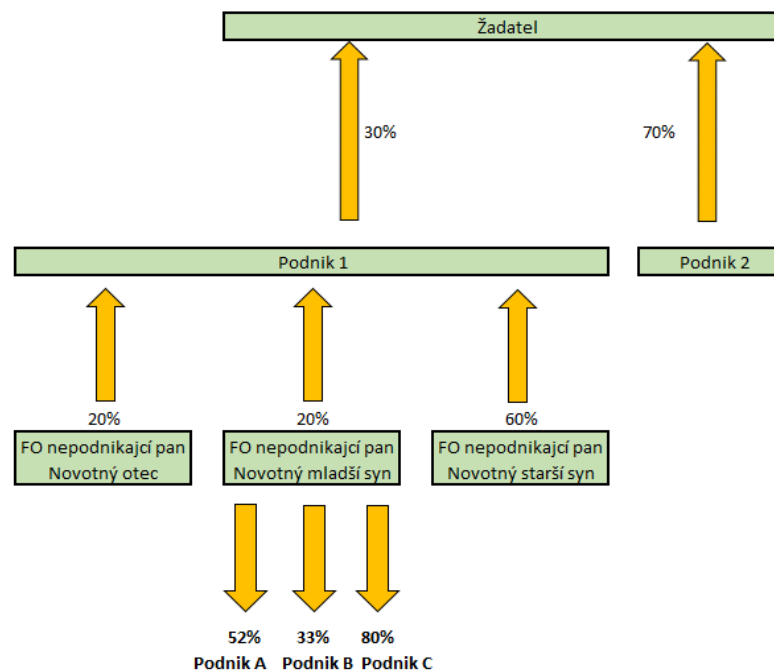 Žadatel
30%
70%
Podnik 1
Podnik 2
20%
20%
60%
FO nepodnikajcí pan
Novotný otec
FO nepodnikajcí pan
Novotný mladší syn
FO nepodnikajcí pan
Novotný starší syn
52%
33%
80%
Podnik A
Podnik B
Podnik C